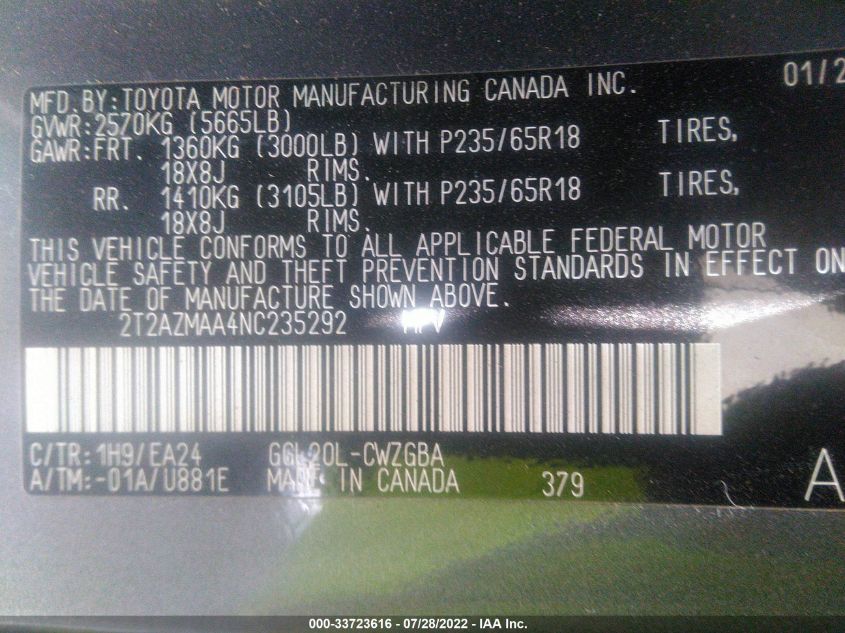 MFD.BY:TOYOTA MOTOR MANUFACTURING CANADA INC. 01/2
GVWR:2570KG (5665LB)
GAWR:FRT. 1360KG (3000LB) WITH P235/65R18 TIRES,
18X8J RIMS.
RR. 1410KG (3105LB) WITH P235/65R18 TIRES,
18X8J RIMS.
THIS VEHICLE CONFORMS TO ALL APPLICABLE FEDERAL MOTOR
VEHICLE SAFETY AND THEFT PREVENTION STANDARDS IN EFFECT ON
THE DATE OF MANUFACTURE SHOWN ABOVE.
2T2AZMAA4NC235292 MPV
C/TR: 1H9/EA24 GGL20L-CWZGBA
A/TM:-01A/U881E MADE IN CANADA 379 A
000-33723616 - 07/28/2022 - IAA Inc.